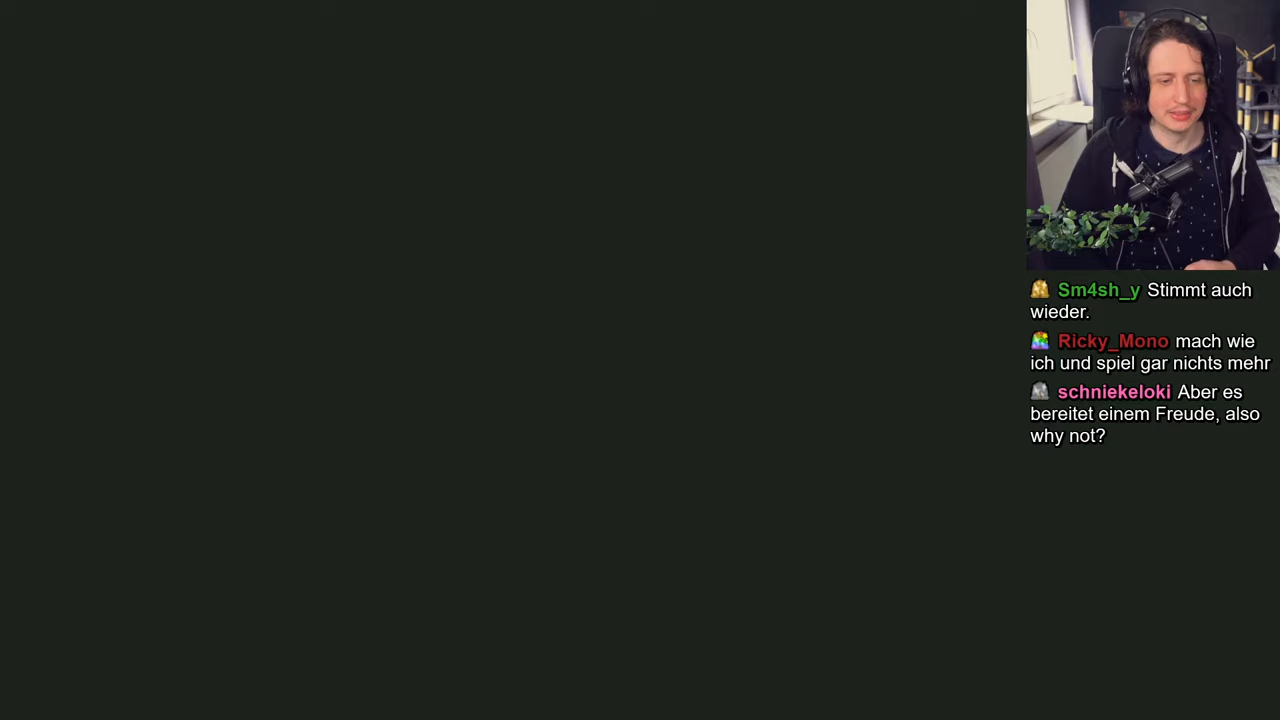 Sm4sh_y Stimmt auch
wieder.
Ricky_Mono mach wie
ich und spiel gar nichts mehr
schniekeloki Aber es
bereitet einem Freude, also
why not?